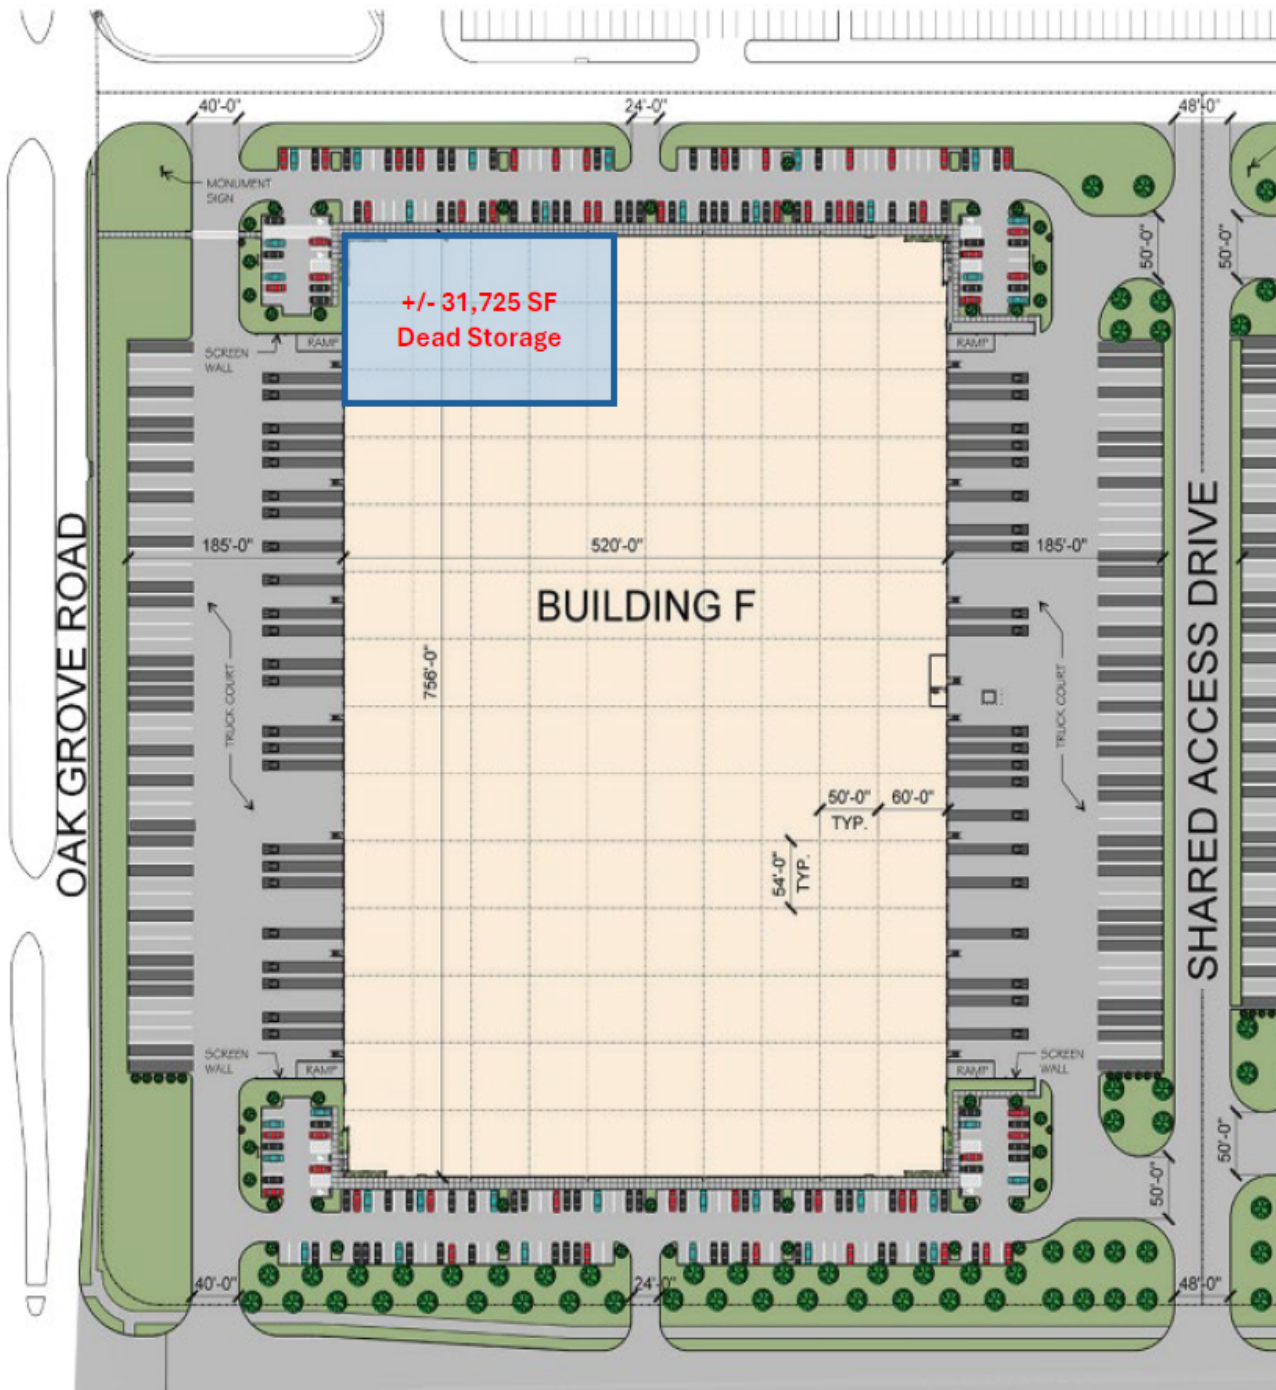 40'-0"
24'-0"
48'-0"
MONUMENT
SIGN
50'-0"
50'-0"
+/- 31,725 SF
Dead Storage
SCREEN
WALL
RAMP
RAMP
185'-0"
520'-0"
185'-0"
BUILDING F
OAK GROVE ROAD
SHARED ACCESS DRIVE
756'-0"
TRUCK COURT
TRUCK COURT
50'-0"
60'-0"
TYP.
54'-0"
TYP.
SCREEN
WALL
RAMP
RAMP
SCREEN
WALL
50'-0"
50'-0"
40'-0"
24'-0"
48'-0"